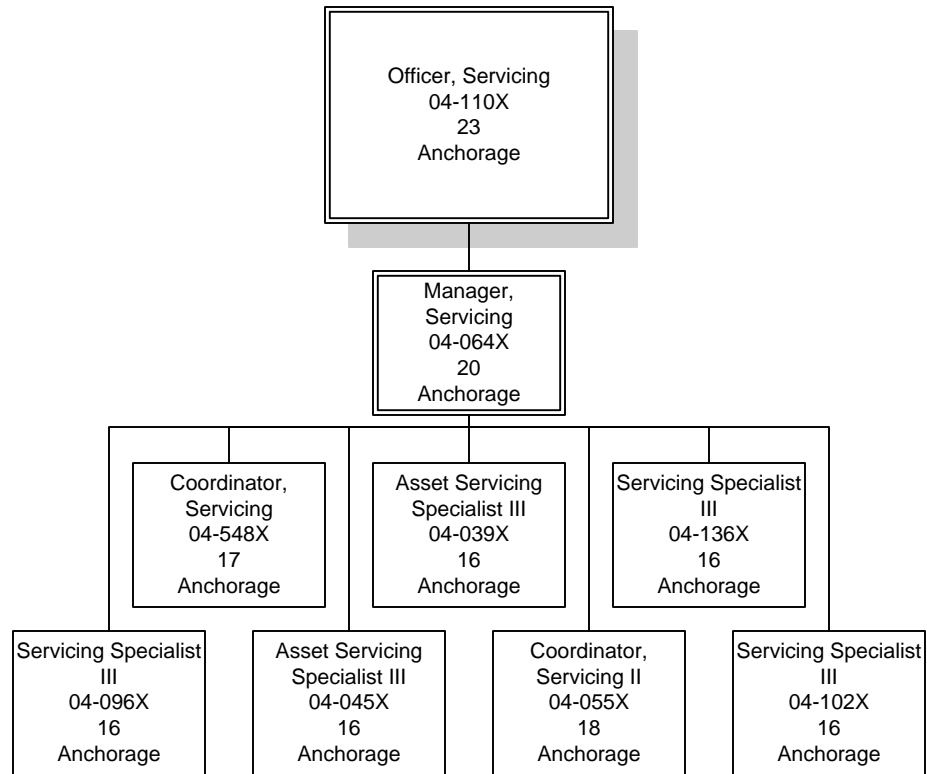 Officer, Servicing
04-110X
23
Anchorage
Manager,
Servicing
04-064X
20
Anchorage
Coordinator,
Servicing
04-548X
17
Anchorage
Asset Servicing
Specialist III
04-039X
16
Anchorage
Servicing Specialist
III
04-136X
16
Anchorage
Servicing Specialist
III
04-096X
16
Anchorage
Asset Servicing
Specialist III
04-045X
16
Anchorage
Coordinator,
Servicing II
04-055X
18
Anchorage
Servicing Specialist
III
04-102X
16
Anchorage